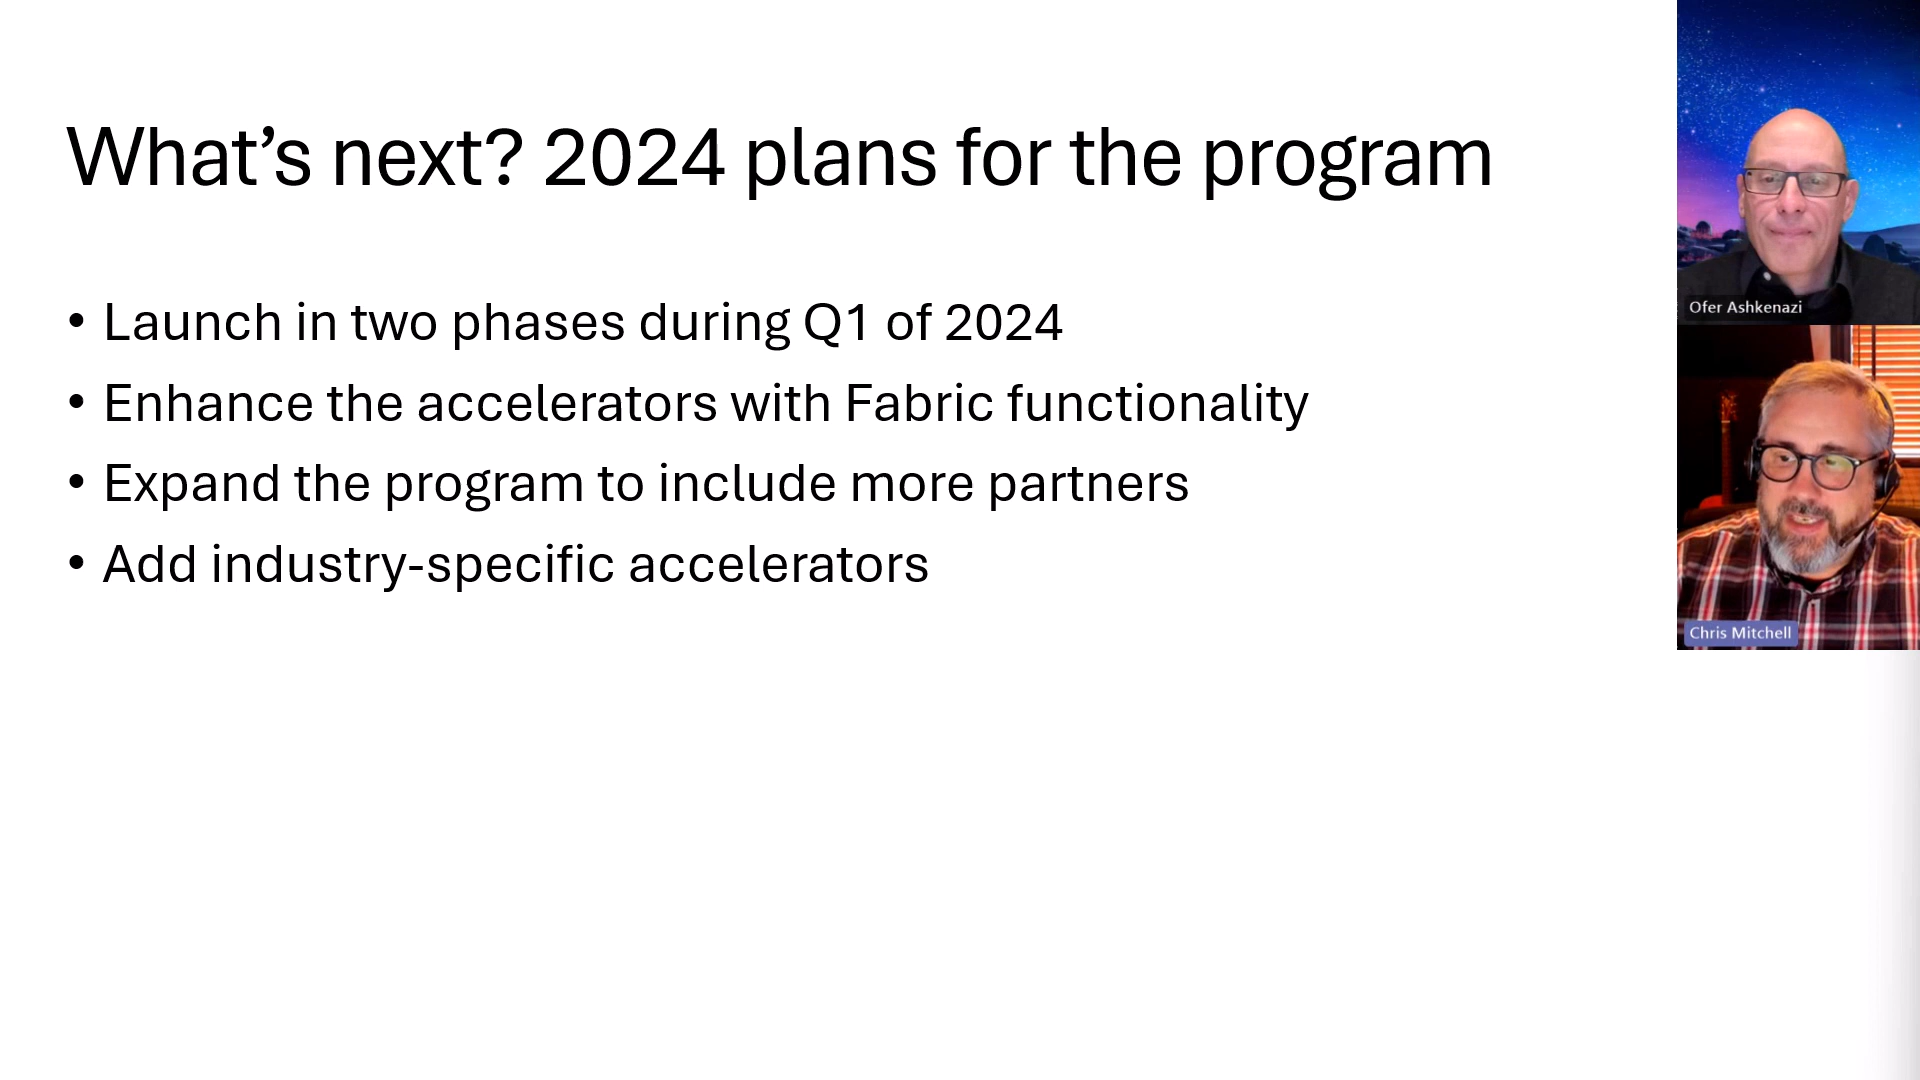 What’s next? 2024 plans for the program
• Launch in two phases during Q1 of 2024
• Enhance the accelerators with Fabric functionality
• Expand the program to include more partners
• Add industry-specific accelerators
Ofer Ashkenazi
Chris Mitchell